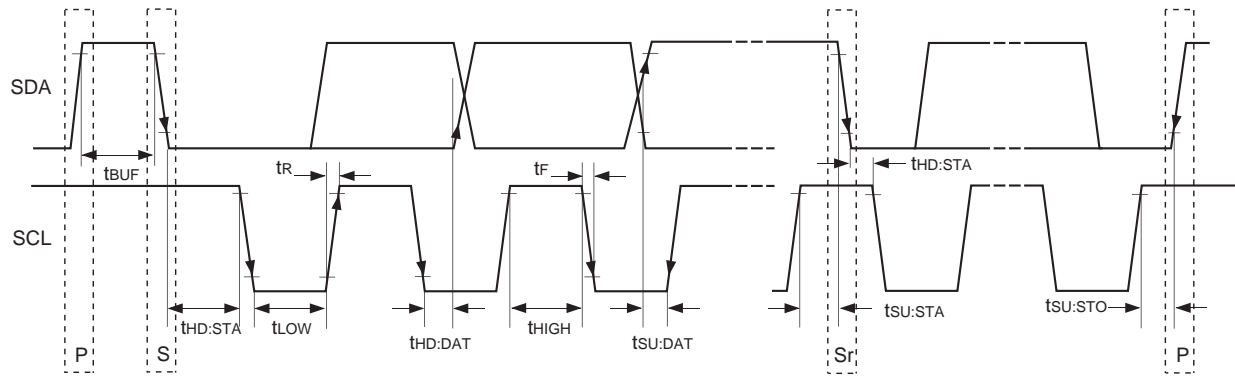 SDA
tBUF
tR
tF
tHD:STA
SCL
tHD:STA
tLOW
tHD:DAT
tHIGH
tSU:DAT
tSU:STA
tSU:STO
P
S
Sr
P